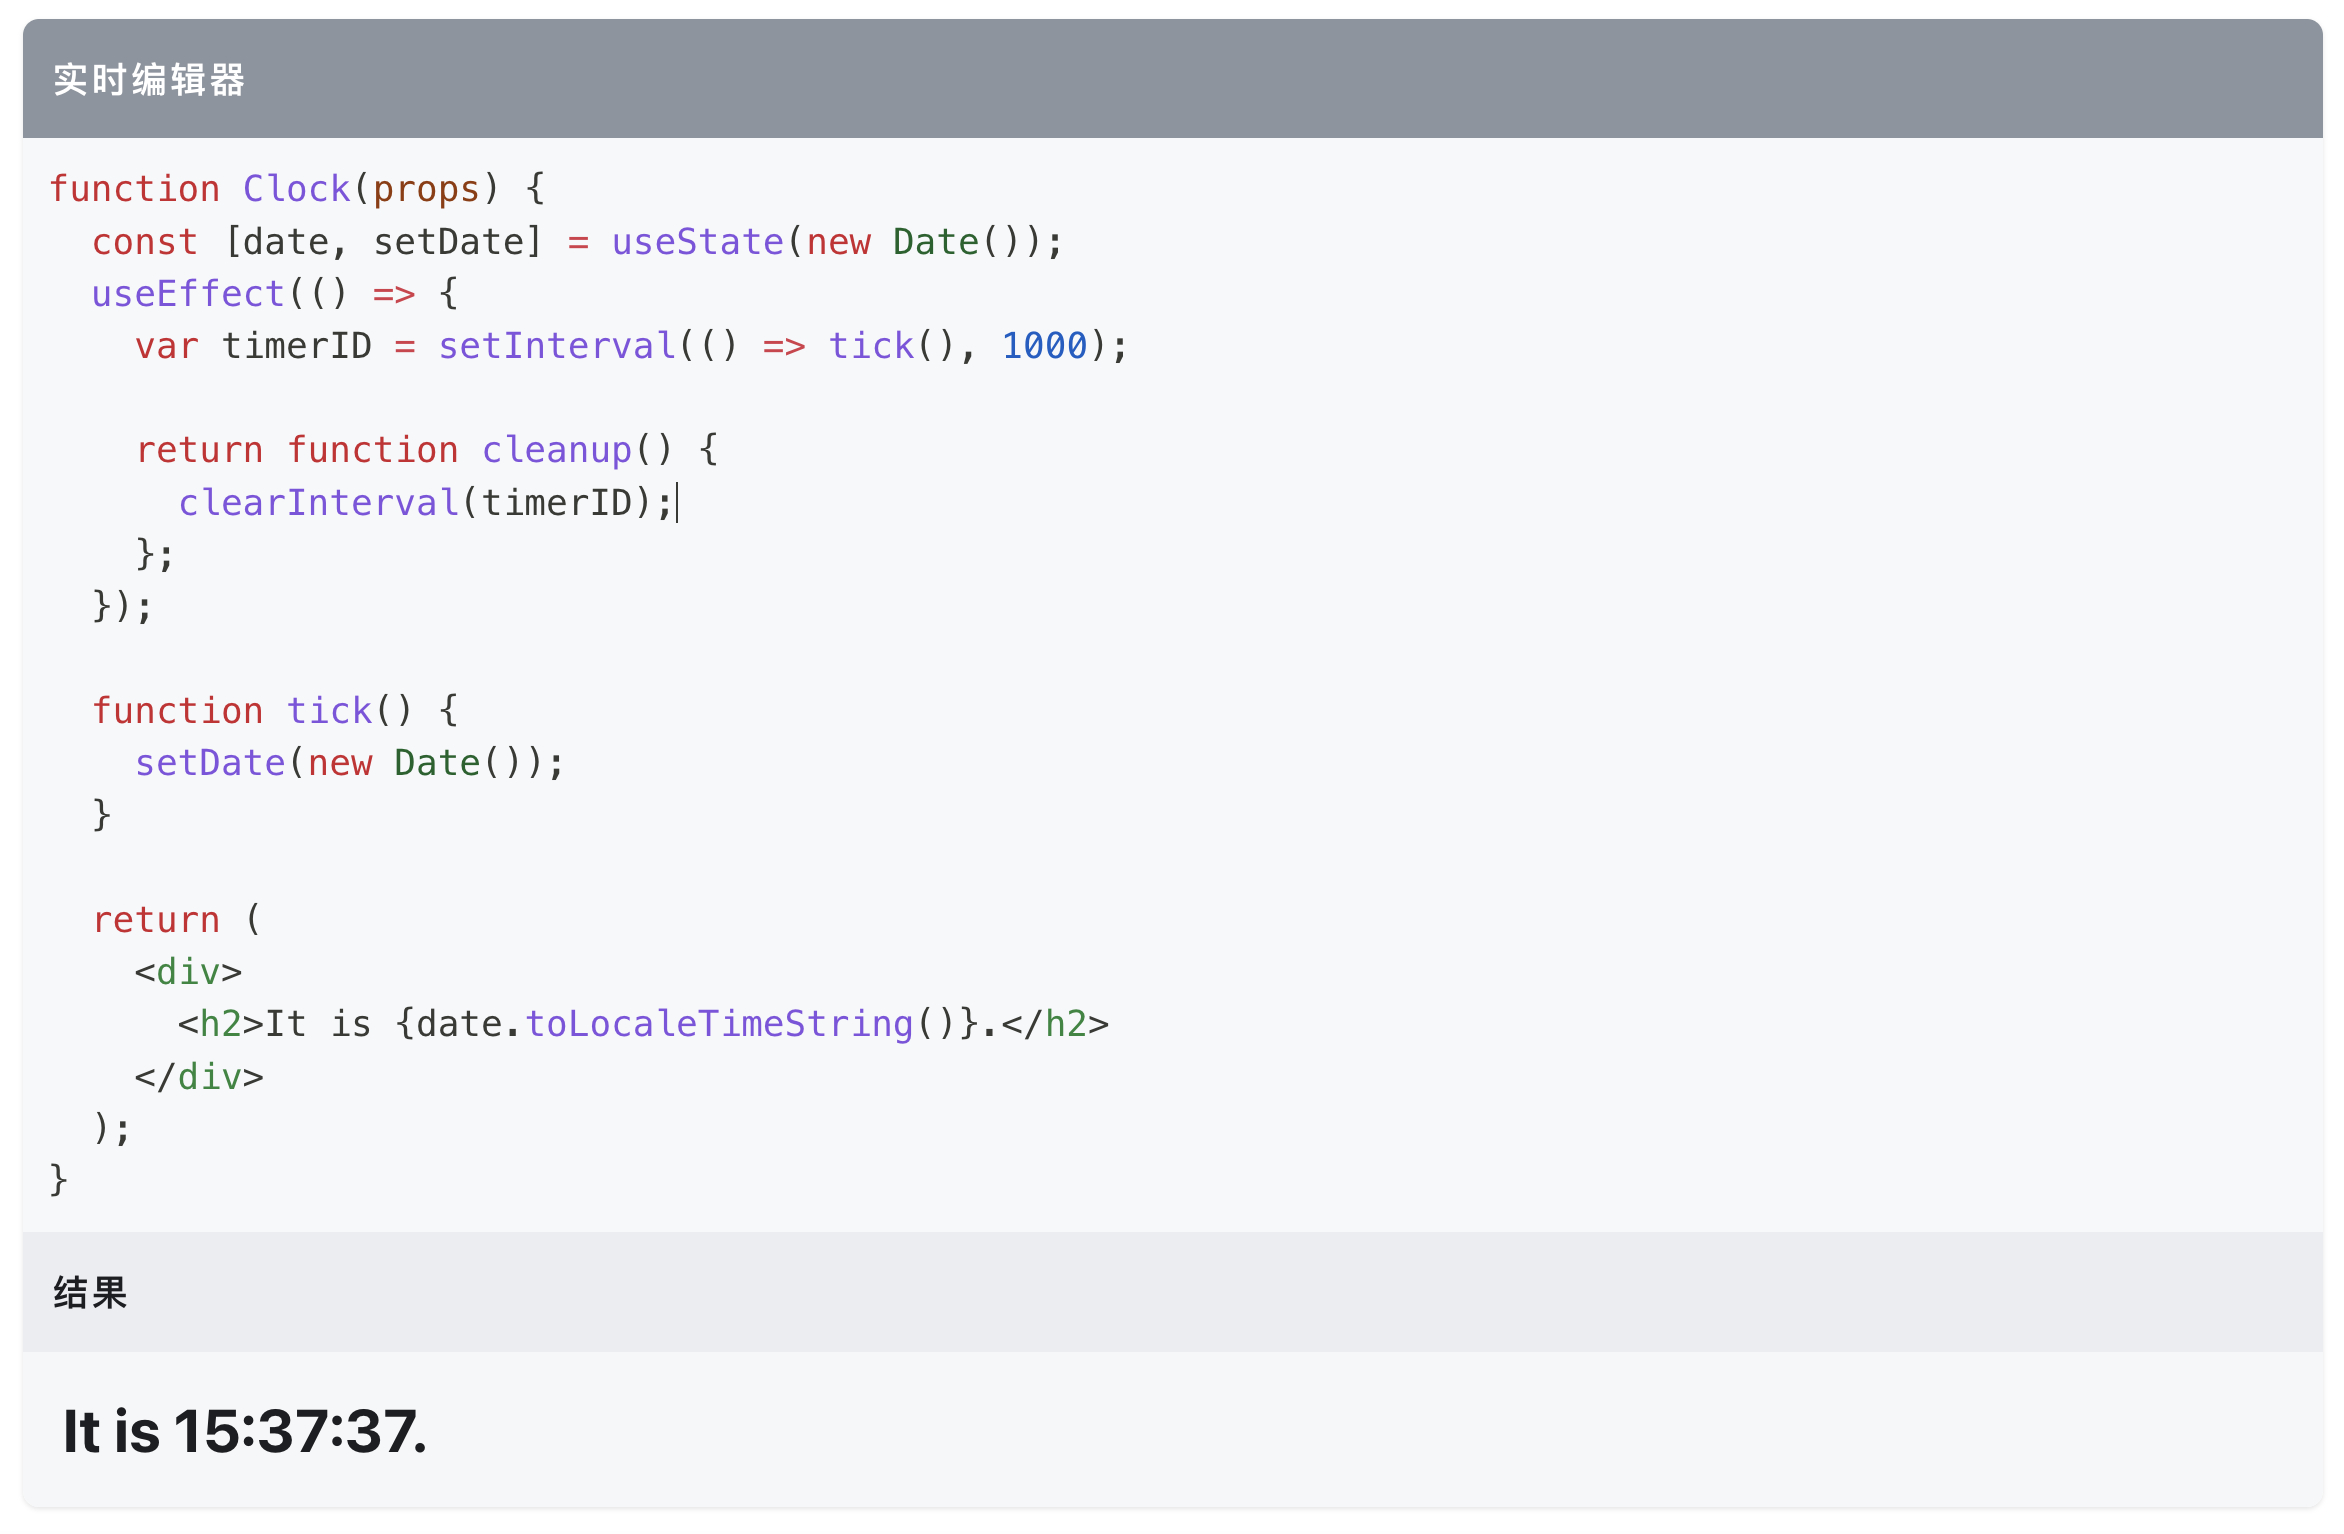 实时编辑器
function Clock(props) {
  const [date, setDate] = useState(new Date());
  useEffect(() => {
    var timerID = setInterval(() => tick(), 1000);

    return function cleanup() {
      clearInterval(timerID);
    };
  });

  function tick() {
    setDate(new Date());
  }

  return (
    <div>
      <h2>It is {date.toLocaleTimeString()}.</h2>
    </div>
  );
}
结果
It is 15:37:37.